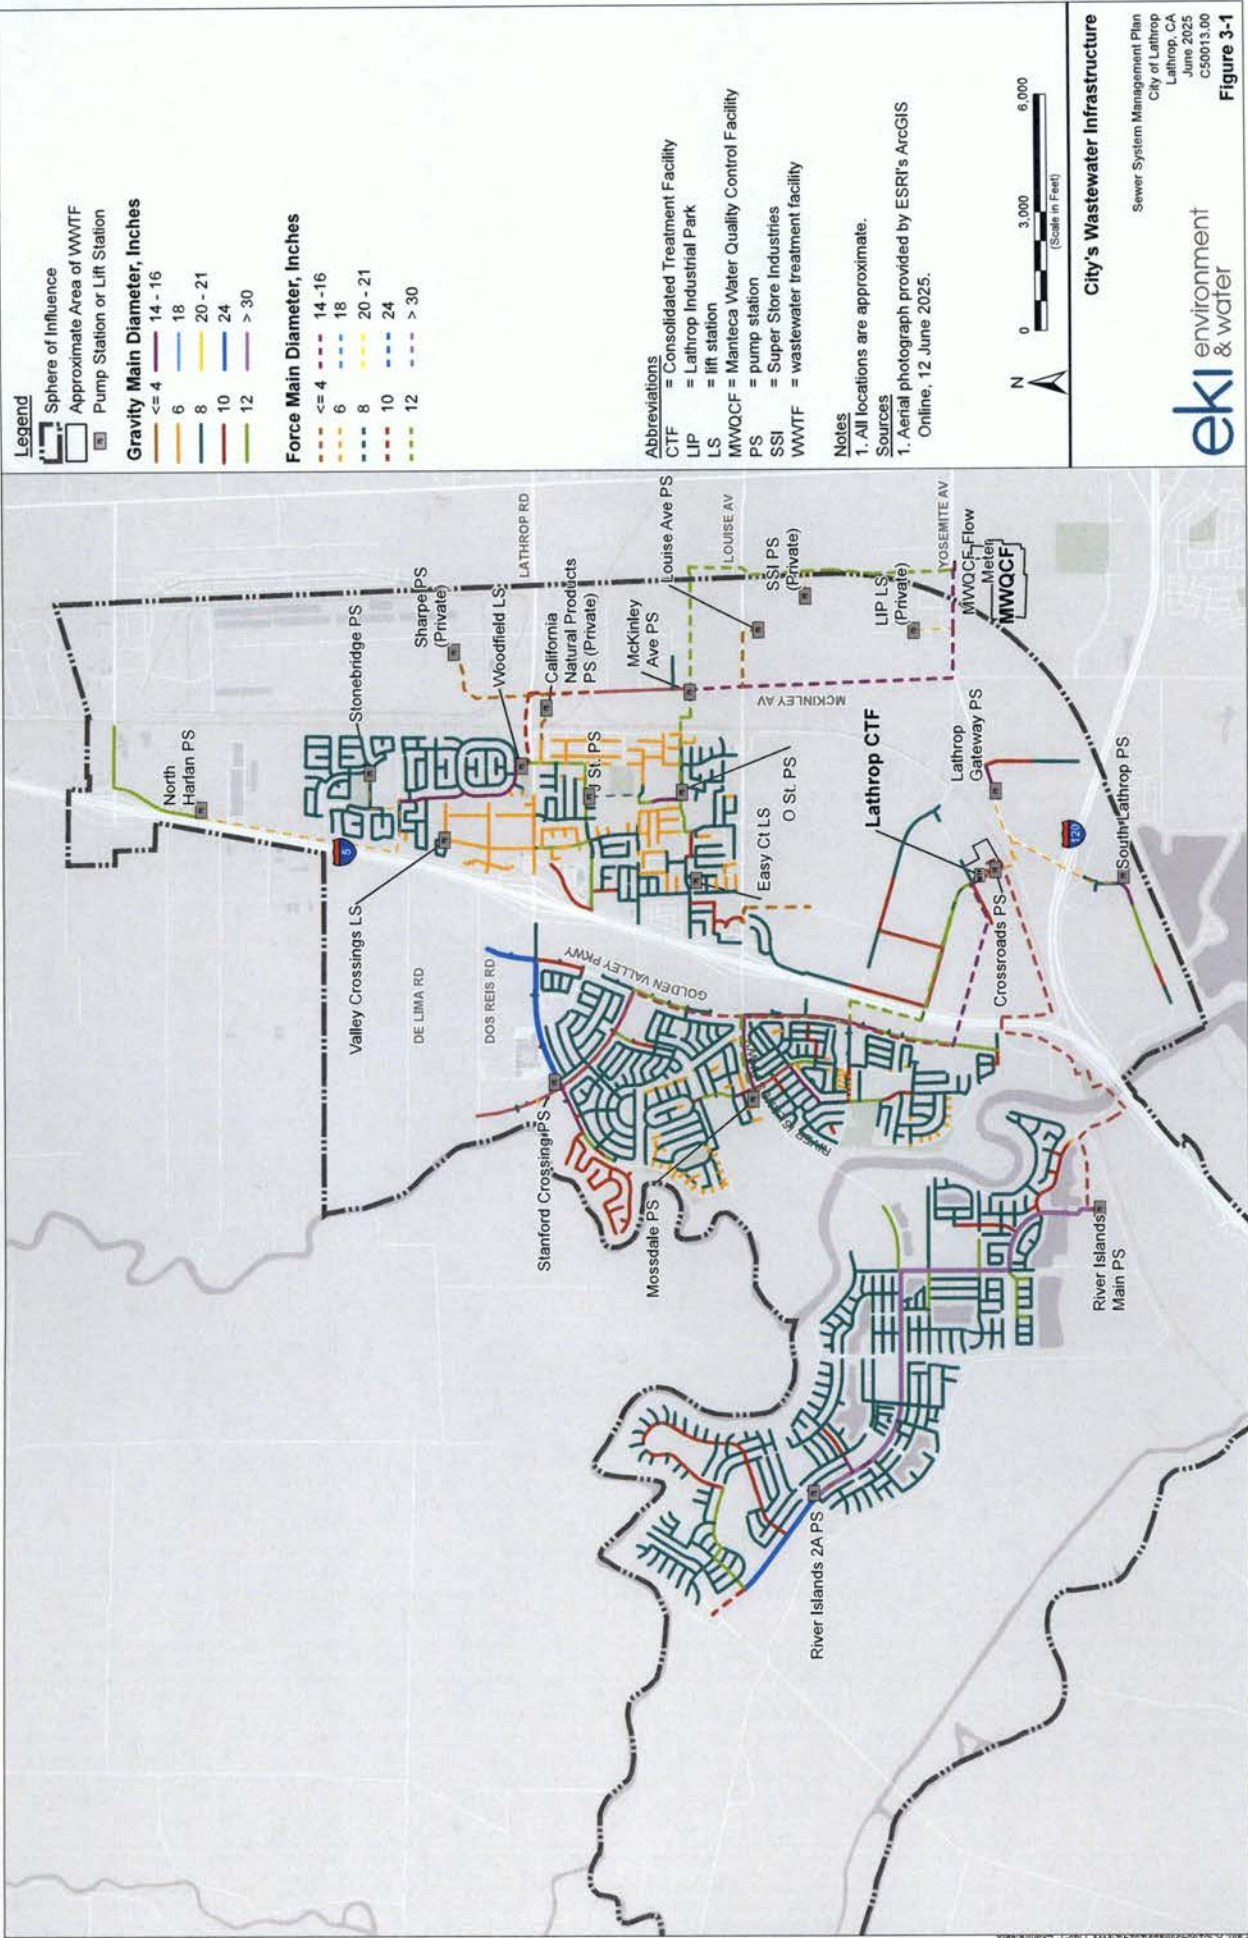 Legend
Sphere of Influence
Approximate Area of WWTF
Pump Station or Lift Station
Gravity Main Diameter, Inches
<= 4
14 - 16
6
18
8
20 - 21
10
24
12
> 30
Force Main Diameter, Inches
<= 4
14 -16
6
18
8
20 - 21
10
24
12
> 30
Abbreviations
CTF = Consolidated Treatment Facility
LIP = Lathrop Industrial Park
LS = lift station
MWQCF = Manteca Water Quality Control Facility
PS = pump station
SSI = Super Store Industries
WWTF = wastewater treatment facility
Notes
1. All locations are approximate.
Sources
1. Aerial photograph provided by ESRI's ArcGIS
Online, 12 June 2025.
N
0
3,000
6,000
(Scale in Feet)
City's Wastewater Infrastructure
Sewer System Management Plan
City of Lathrop
Lathrop, CA
June 2025
C50013.00
Figure 3-1
eki environment
& water
North
Harlan PS
Stonebridge PS
Sharpe PS
(Private)
5
Valley Crossings LS
Woodfield LS
LATHROP RD
DE LIMA RD
DOS REIS RD
California
Natural Products
PS (Private)
J St. PS
McKinley
Ave PS
Louise Ave PS
GOLDEN VALLEY PKWY
LOUISE AV
MCKINLEY AV
Stanford Crossing PS
Easy Ct LS
O St. PS
SSI PS
(Private)
Mossdale PS
Lathrop CTF
LIP LS
(Private)
YOSEMITE AV
MWQCF Flow
Meter
MWQCF
Lathrop
Gateway PS
Crossroads PS
120
South Lathrop PS
River Islands
Main PS
River Islands 2A PS